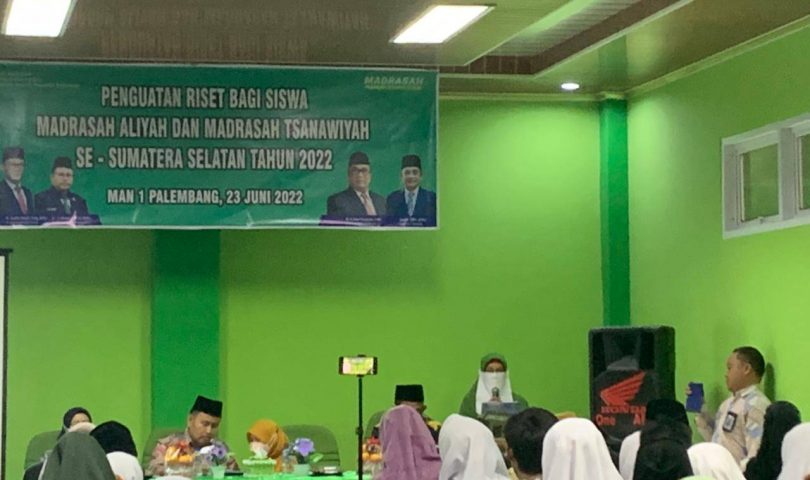 MADRASAH
PENGUATAN RISET BAGI SISWA
MADRASAH ALIYAH DAN MADRASAH TSANAWIYAH
SE - SUMATERA SELATAN TAHUN 2022
MAN 1 PALEMBANG, 23 JUNI 2022
One